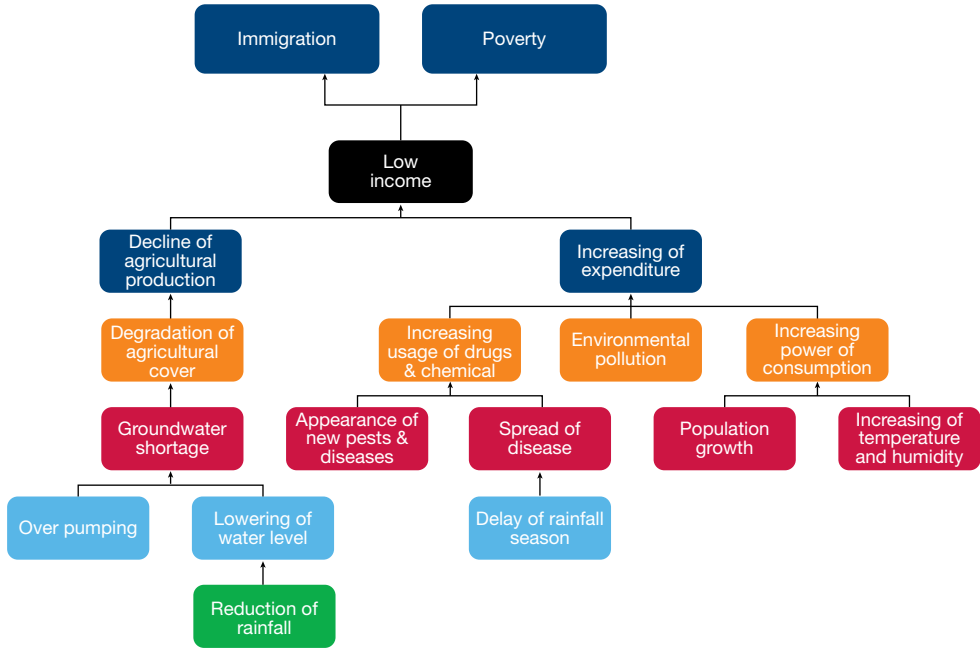 Immigration
Poverty
Low
income
Decline of
agricultural
production
Increasing of
expenditure
Degradation of
agricultural
cover
Increasing
usage of drugs
& chemical
Environmental
pollution
Increasing
power of
consumption
Groundwater
shortage
Appearance of
new pests &
diseases
Spread of
disease
Population
growth
Increasing of
temperature
and humidity
Over pumping
Lowering of
water level
Delay of rainfall
season
Reduction of
rainfall